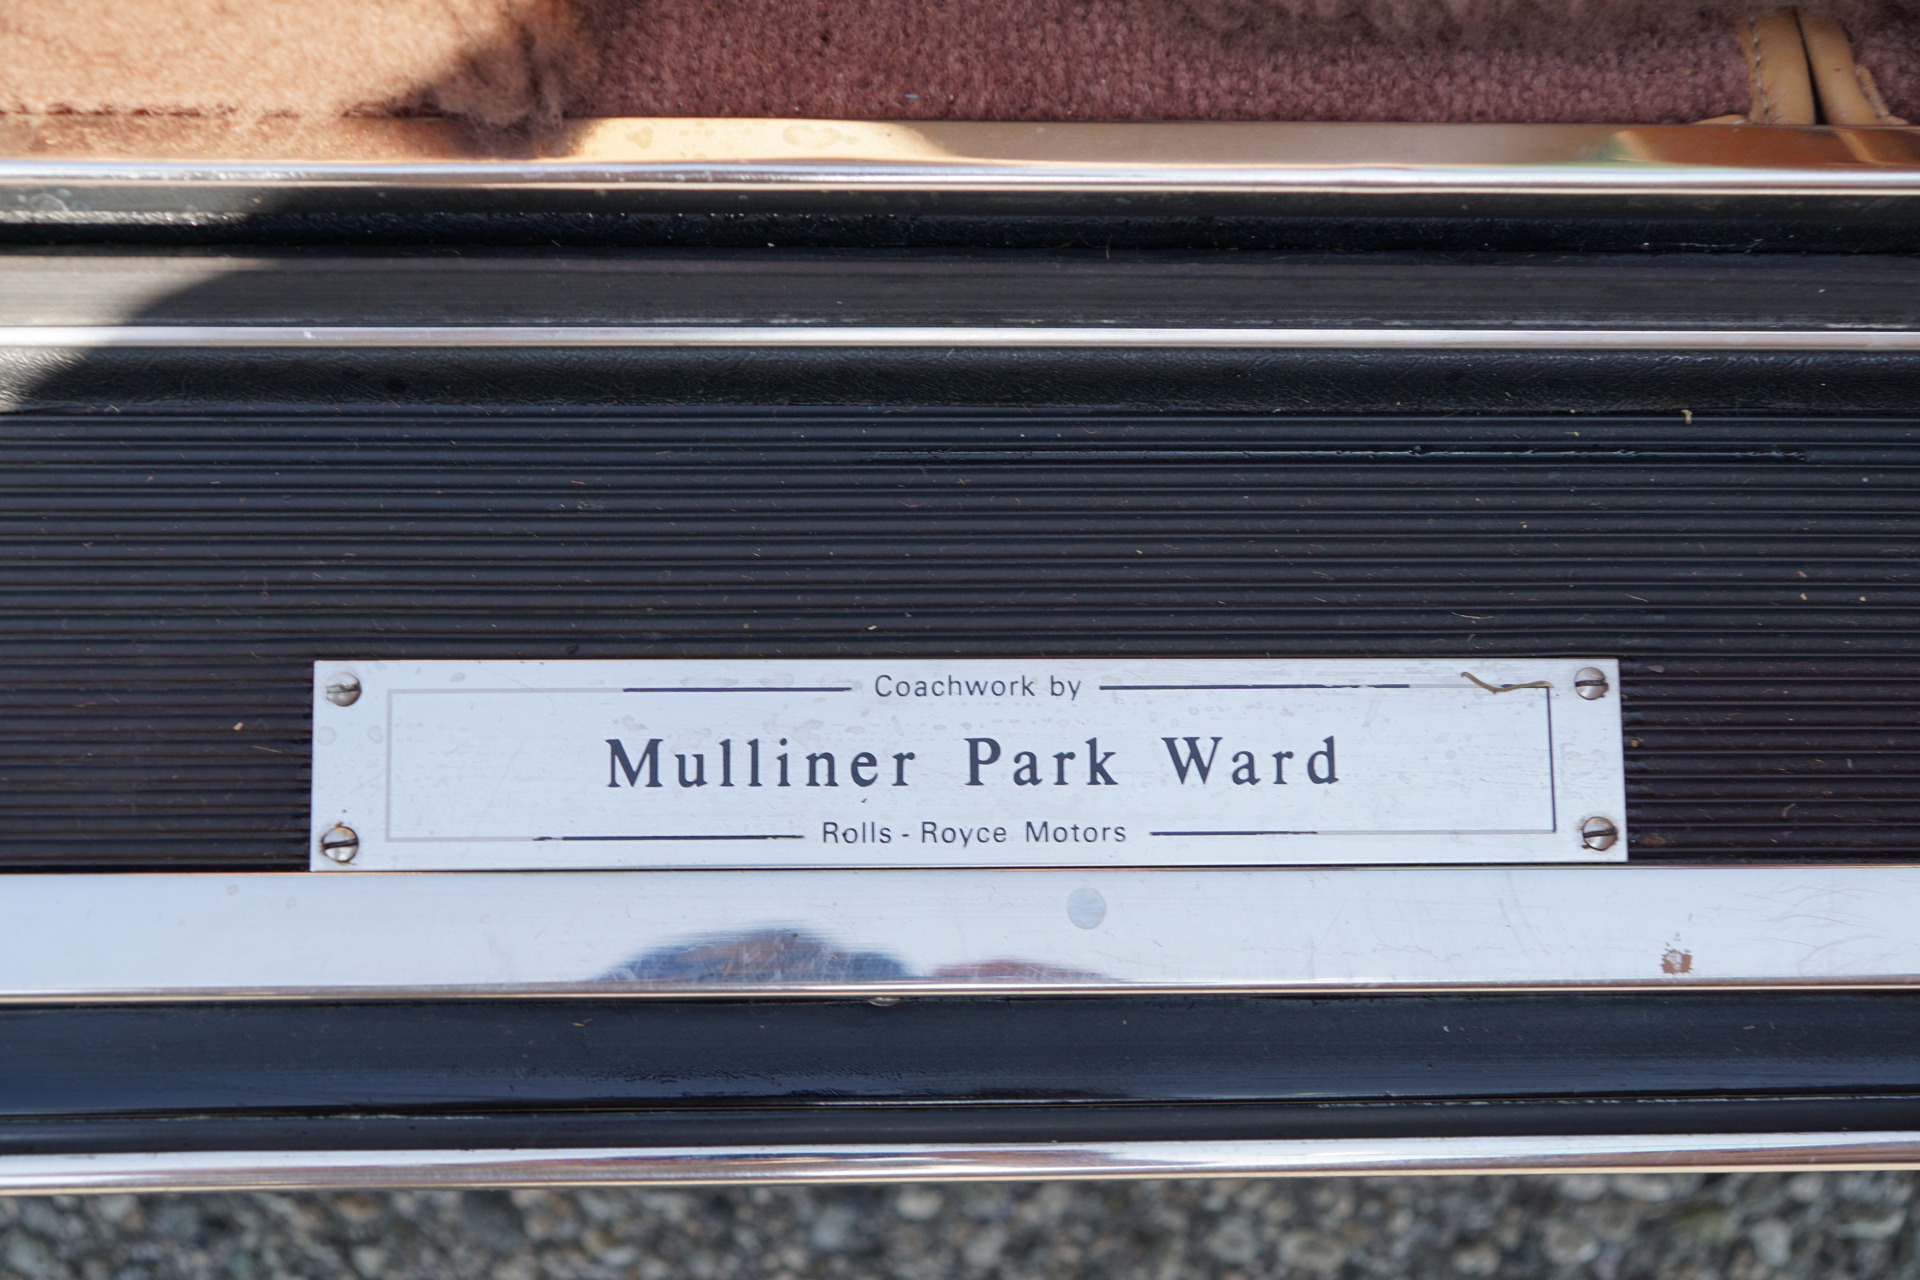 Coachwork by
Mulliner Park Ward
Rolls - Royce Motors